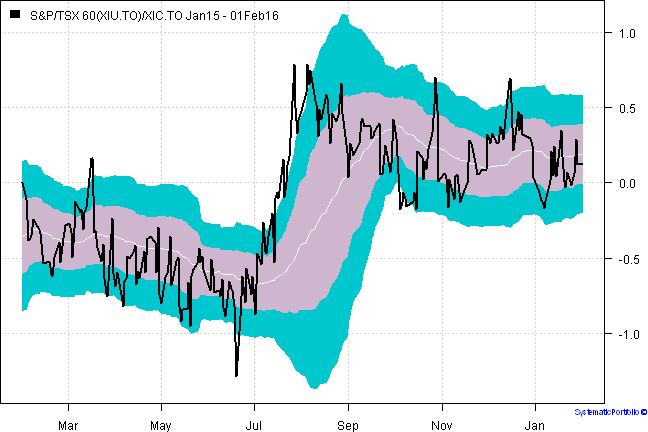 S&P/TSX 60(XIU.TO)/XIC.TO Jan15 - 01Feb16
1.0
0.5
0.0
-0.5
-1.0
Mar May Jul Sep Nov Jan
SystematicPortfolio ©